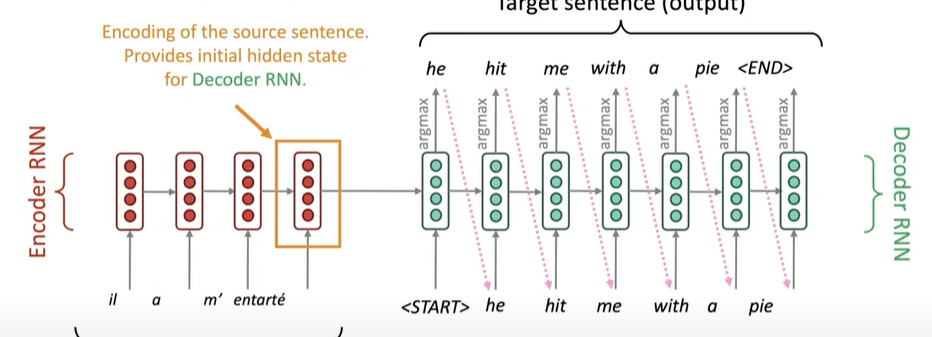 Target sentence (output)
Encoding of the source sentence.
Provides initial hidden state
for Decoder RNN.
he hit me with a pie <END>
argmax argmax argmax argmax argmax argmax argmax
Encoder RNN
Decoder RNN
il a m’ entarté
<START> he hit me with a pie